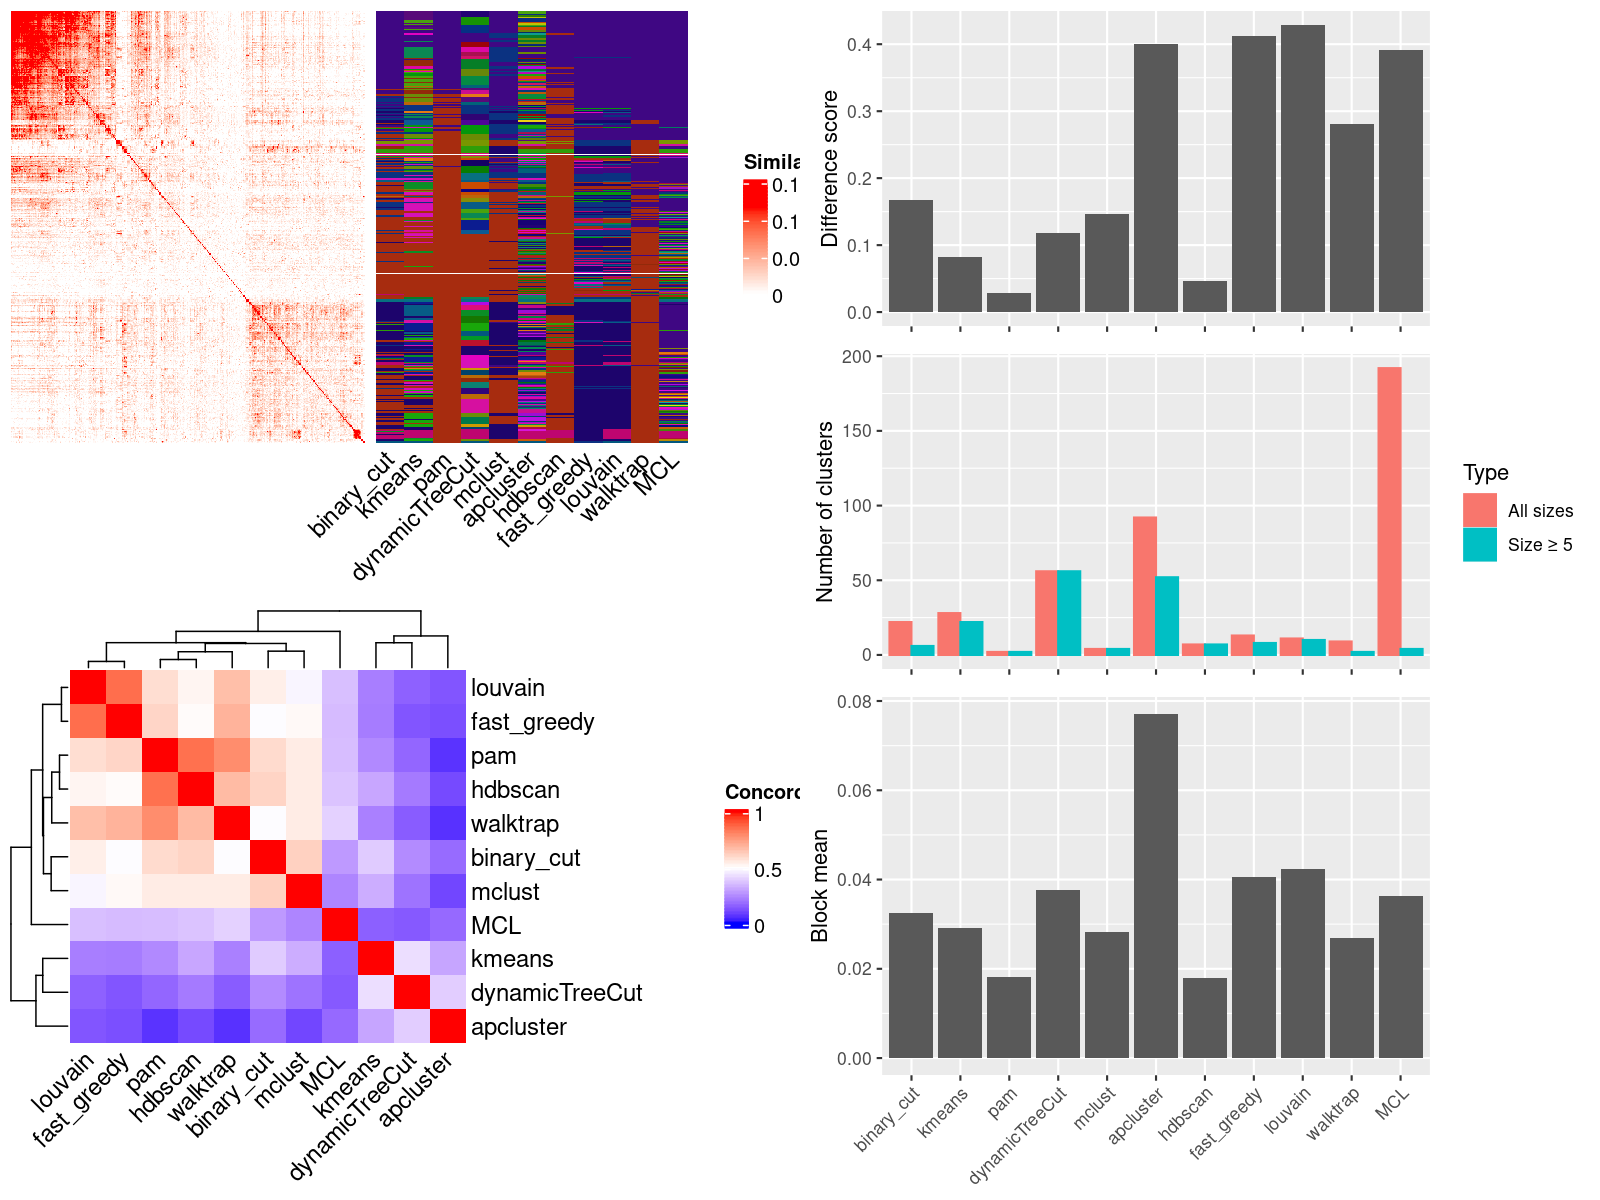 Simila
0.1
0.1
0.0
0
binary_cut
kmeans
pam
dynamicTreeCut
mclust
apcluster
hdbscan
fast_greedy
louvain
walktrap
MCL
louvain
fast_greedy
pam
hdbscan
walktrap
binary_cut
mclust
MCL
kmeans
dynamicTreeCut
apcluster
louvain
fast_greedy
pam
hdbscan
walktrap
binary_cut
mclust
MCL
kmeans
dynamicTreeCut
apcluster
Concord
1
0.5
0
Difference score
0.4
0.3
0.2
0.1
0.0
Number of clusters
200
150
100
50
0
Type
All sizes
Size ≥ 5
Block mean
0.08
0.06
0.04
0.02
0.00
binary_cut
kmeans
pam
dynamicTreeCut
mclust
apcluster
hdbscan
fast_greedy
louvain
walktrap
MCL